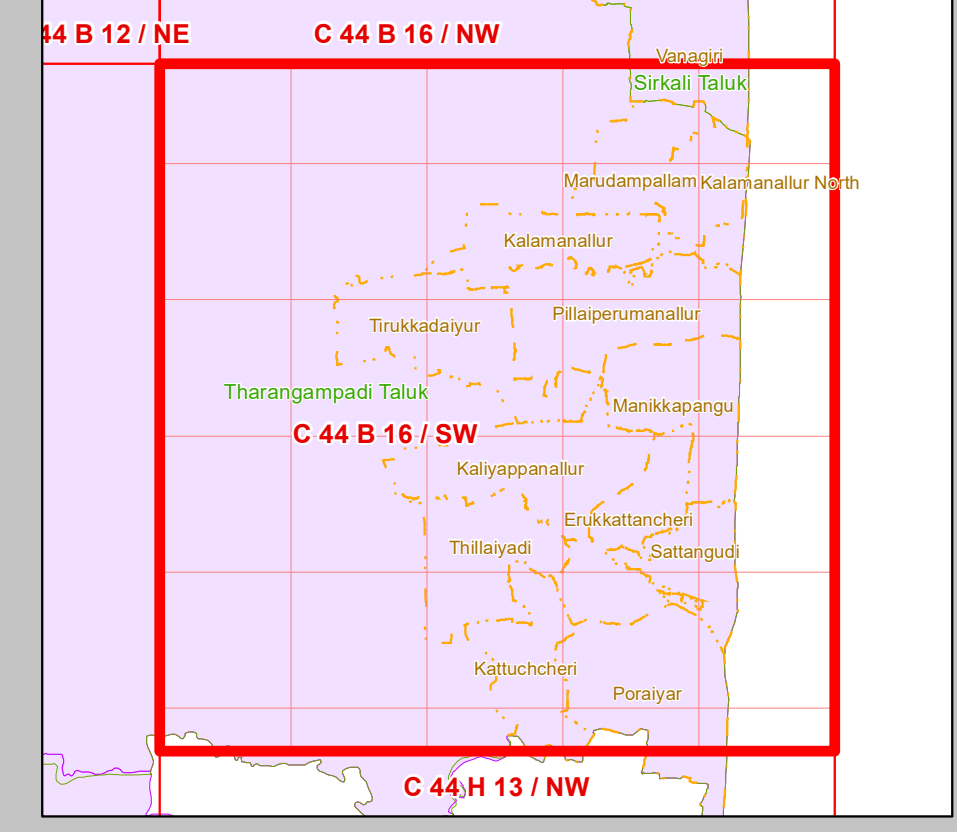 44 B 12 / NE
C 44 B 16 / NW
Vanagiri
Sirkali Taluk
Marudampallam
Kalamanallur North
Kalamanallur
Pillaiperumanallur
Tirukkadaiyur
Tharangampadi Taluk
Manikkapangu
C 44 B 16 / SW
Kaliyappanallur
Erukkattancheri
Thillaiyadi
Sattangudi
Kattuchcheri
Poraiyar
C 44 H 13 / NW